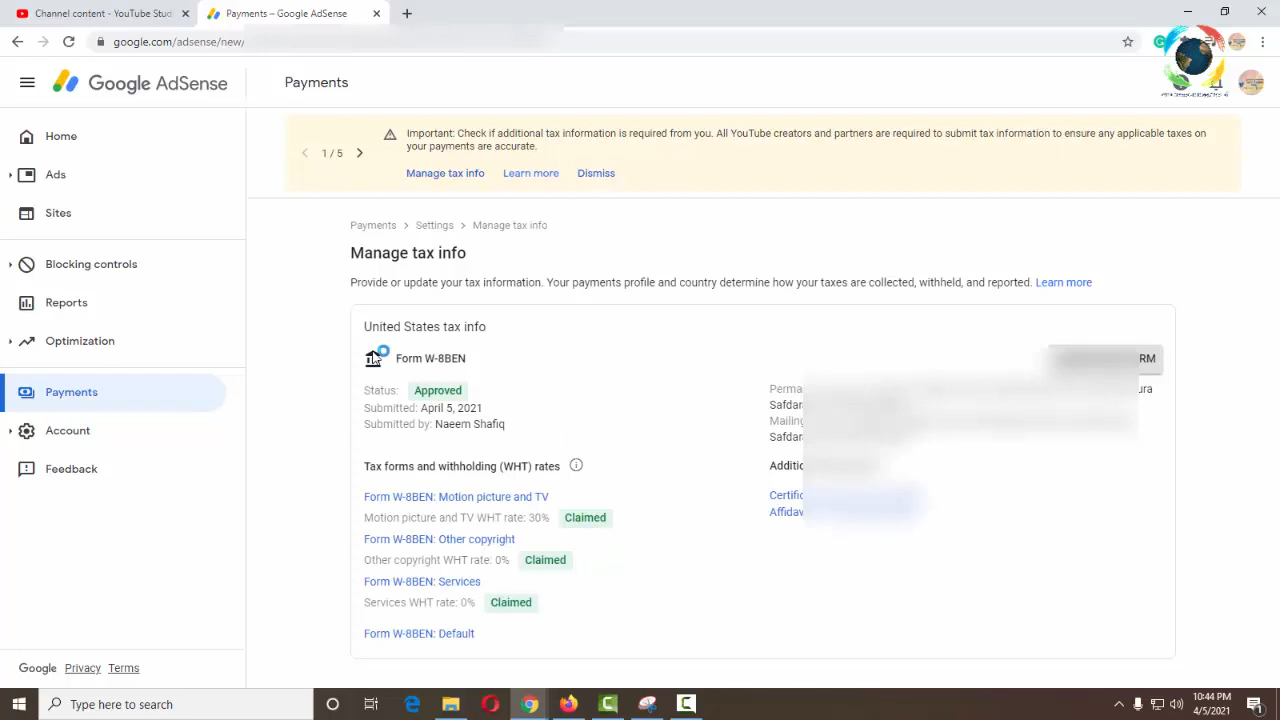 Channel content - YouTube Stud
Payments – Google AdSense
google.com/adsense/new/
Google AdSense
Payments
Home
Ads
Sites
Blocking controls
Reports
Optimization
Payments
Account
Feedback
Google Privacy Terms
1 / 5
Important: Check if additional tax information is required from you. All YouTube creators and partners are required to submit tax information to ensure any applicable taxes on
your payments are accurate.
Manage tax info Learn more Dismiss
Payments > Settings > Manage tax info
Manage tax info
Provide or update your tax information. Your payments profile and country determine how your taxes are collected, withheld, and reported. Learn more
United States tax info
Form W-8BEN
RM
Status: Approved
Submitted: April 5, 2021
Submitted by: Naeem Shafiq
Tax forms and withholding (WHT) rates
Form W-8BEN: Motion picture and TV
Motion picture and TV WHT rate: 30% Claimed
Form W-8BEN: Other copyright
Other copyright WHT rate: 0% Claimed
Form W-8BEN: Services
Services WHT rate: 0% Claimed
Form W-8BEN: Default
Type here to search
10:44 PM
4/5/2021